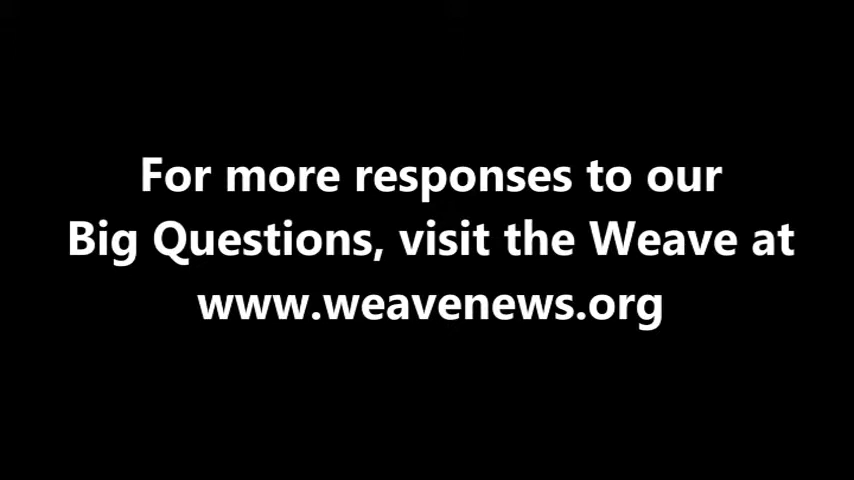 For more responses to our
Big Questions, visit the Weave at
www.weavenews.org